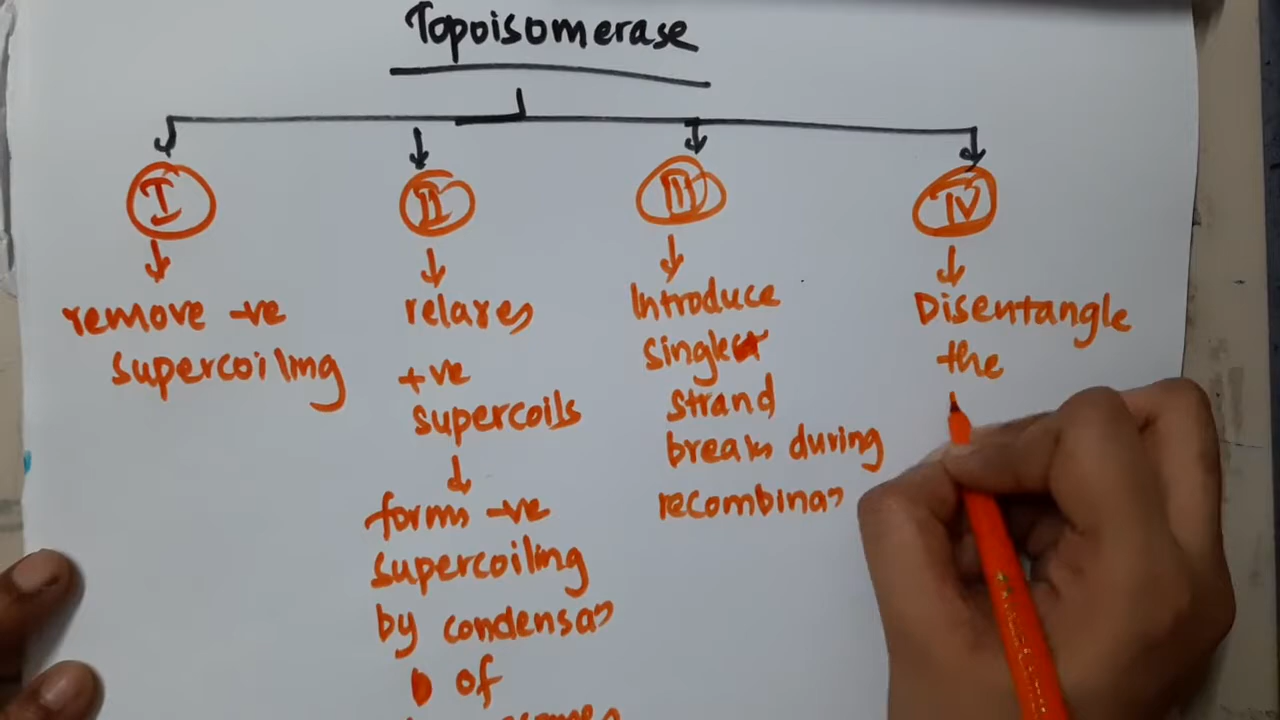 Topoisomerase
I
II
III
IV
remove -ve
supercoiling
relaxes
+ve
supercoils
forms -ve
supercoiling
by condensa
of
Introduce
single
strand
breaks during
recombina
Disentangle
the